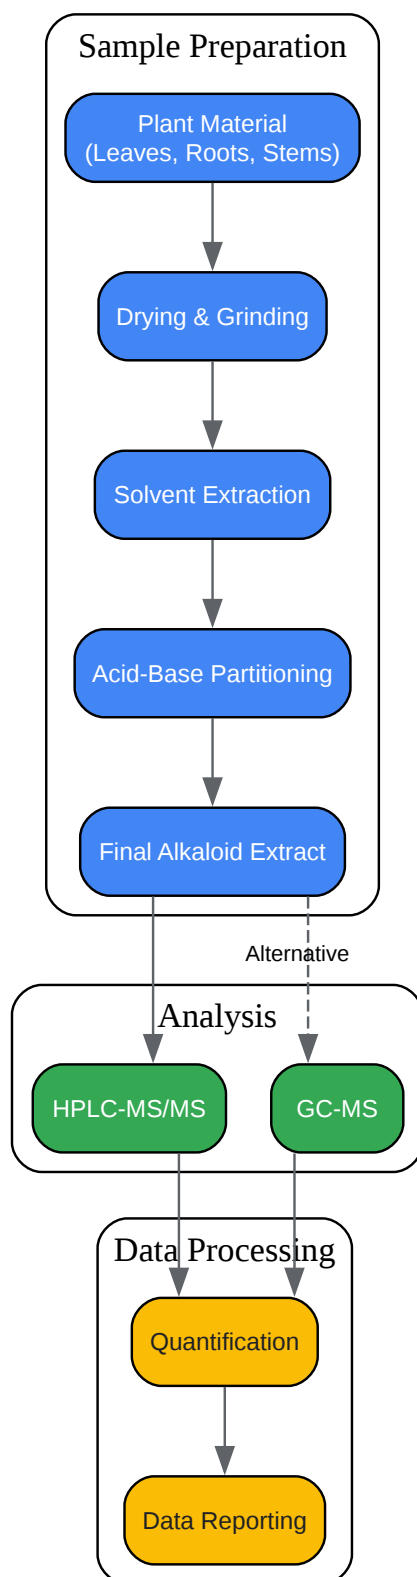 Sample Preparation
Plant Material
(Leaves, Roots, Stems)
Drying & Grinding
Solvent Extraction
Acid-Base Partitioning
Final Alkaloid Extract
Alternative
Analysis
HPLC-MS/MS
GC-MS
Data Processing
Quantification
Data Reporting